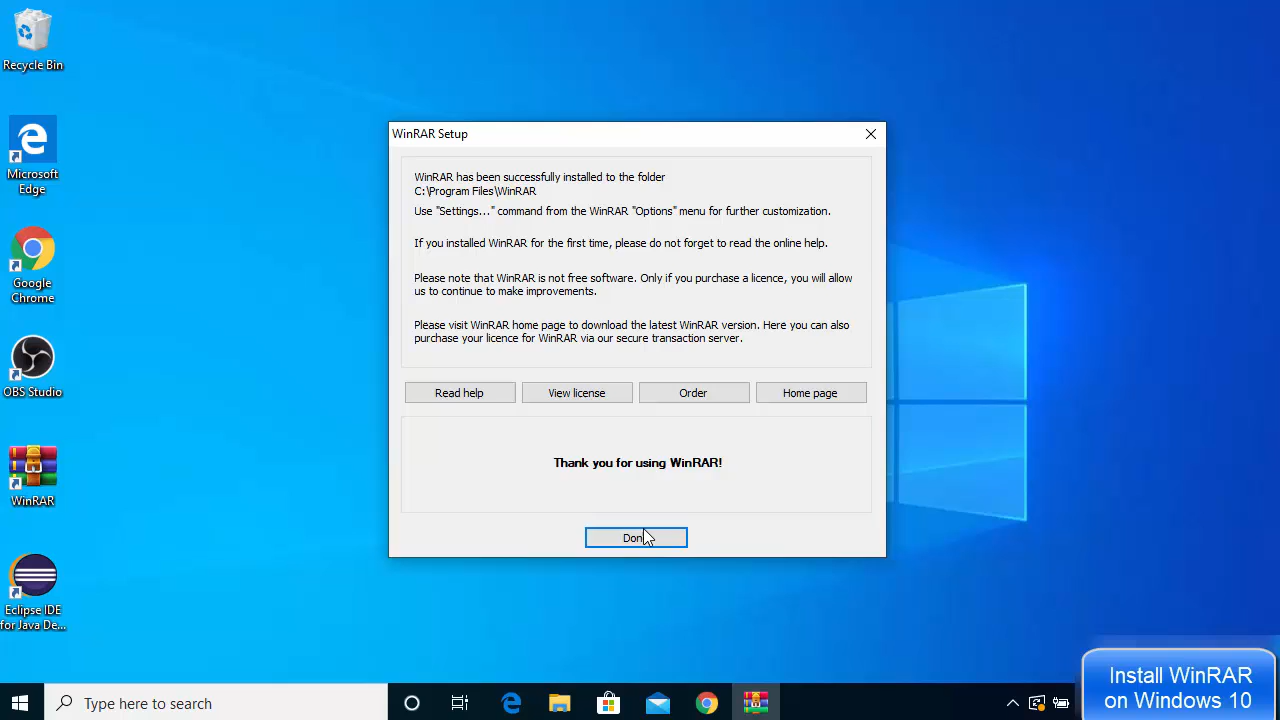 Recycle Bin
Microsoft
Edge
Google
Chrome
OBS Studio
WinRAR
Eclipse IDE
for Java De...
WinRAR Setup
WinRAR has been successfully installed to the folder
C:\Program Files\WinRAR
Use "Settings..." command from the WinRAR "Options" menu for further customization.
If you installed WinRAR for the first time, please do not forget to read the online help.
Please note that WinRAR is not free software. Only if you purchase a licence, you will allow
us to continue to make improvements.
Please visit WinRAR home page to download the latest WinRAR version. Here you can also
purchase your licence for WinRAR via our secure transaction server.
Read help
View license
Order
Home page
Thank you for using WinRAR!
Don
Type here to search
Install WinRAR
on Windows 10